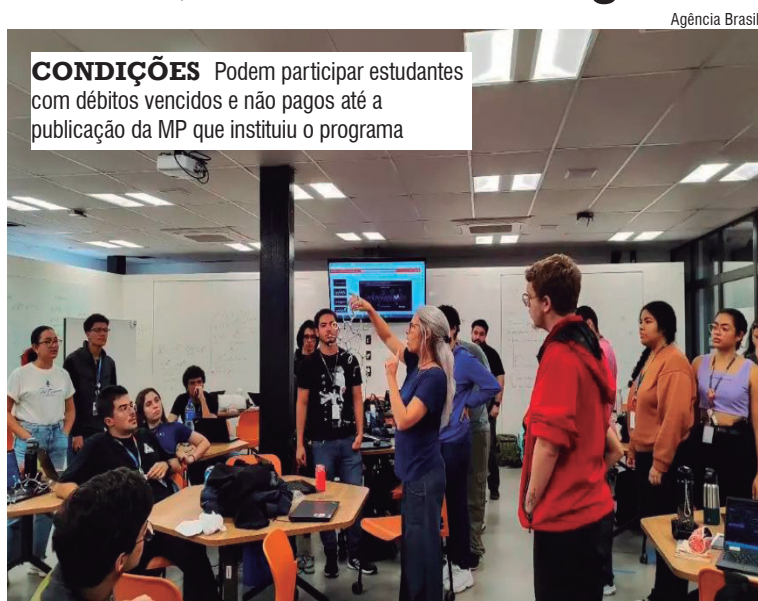 Agência Brasil
CONDIÇÕES Podem participar estudantes
com débitos vencidos e não pagos até a
publicação da MP que instituiu o programa